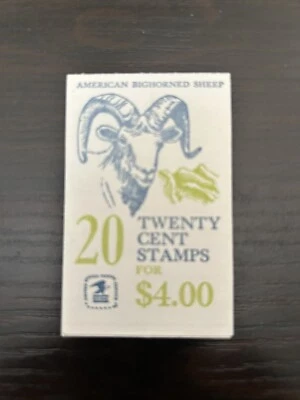 AMERICAN BIGHORNED SHEEP
20 TWENTY
CENT
STAMPS
FOR
$4.00